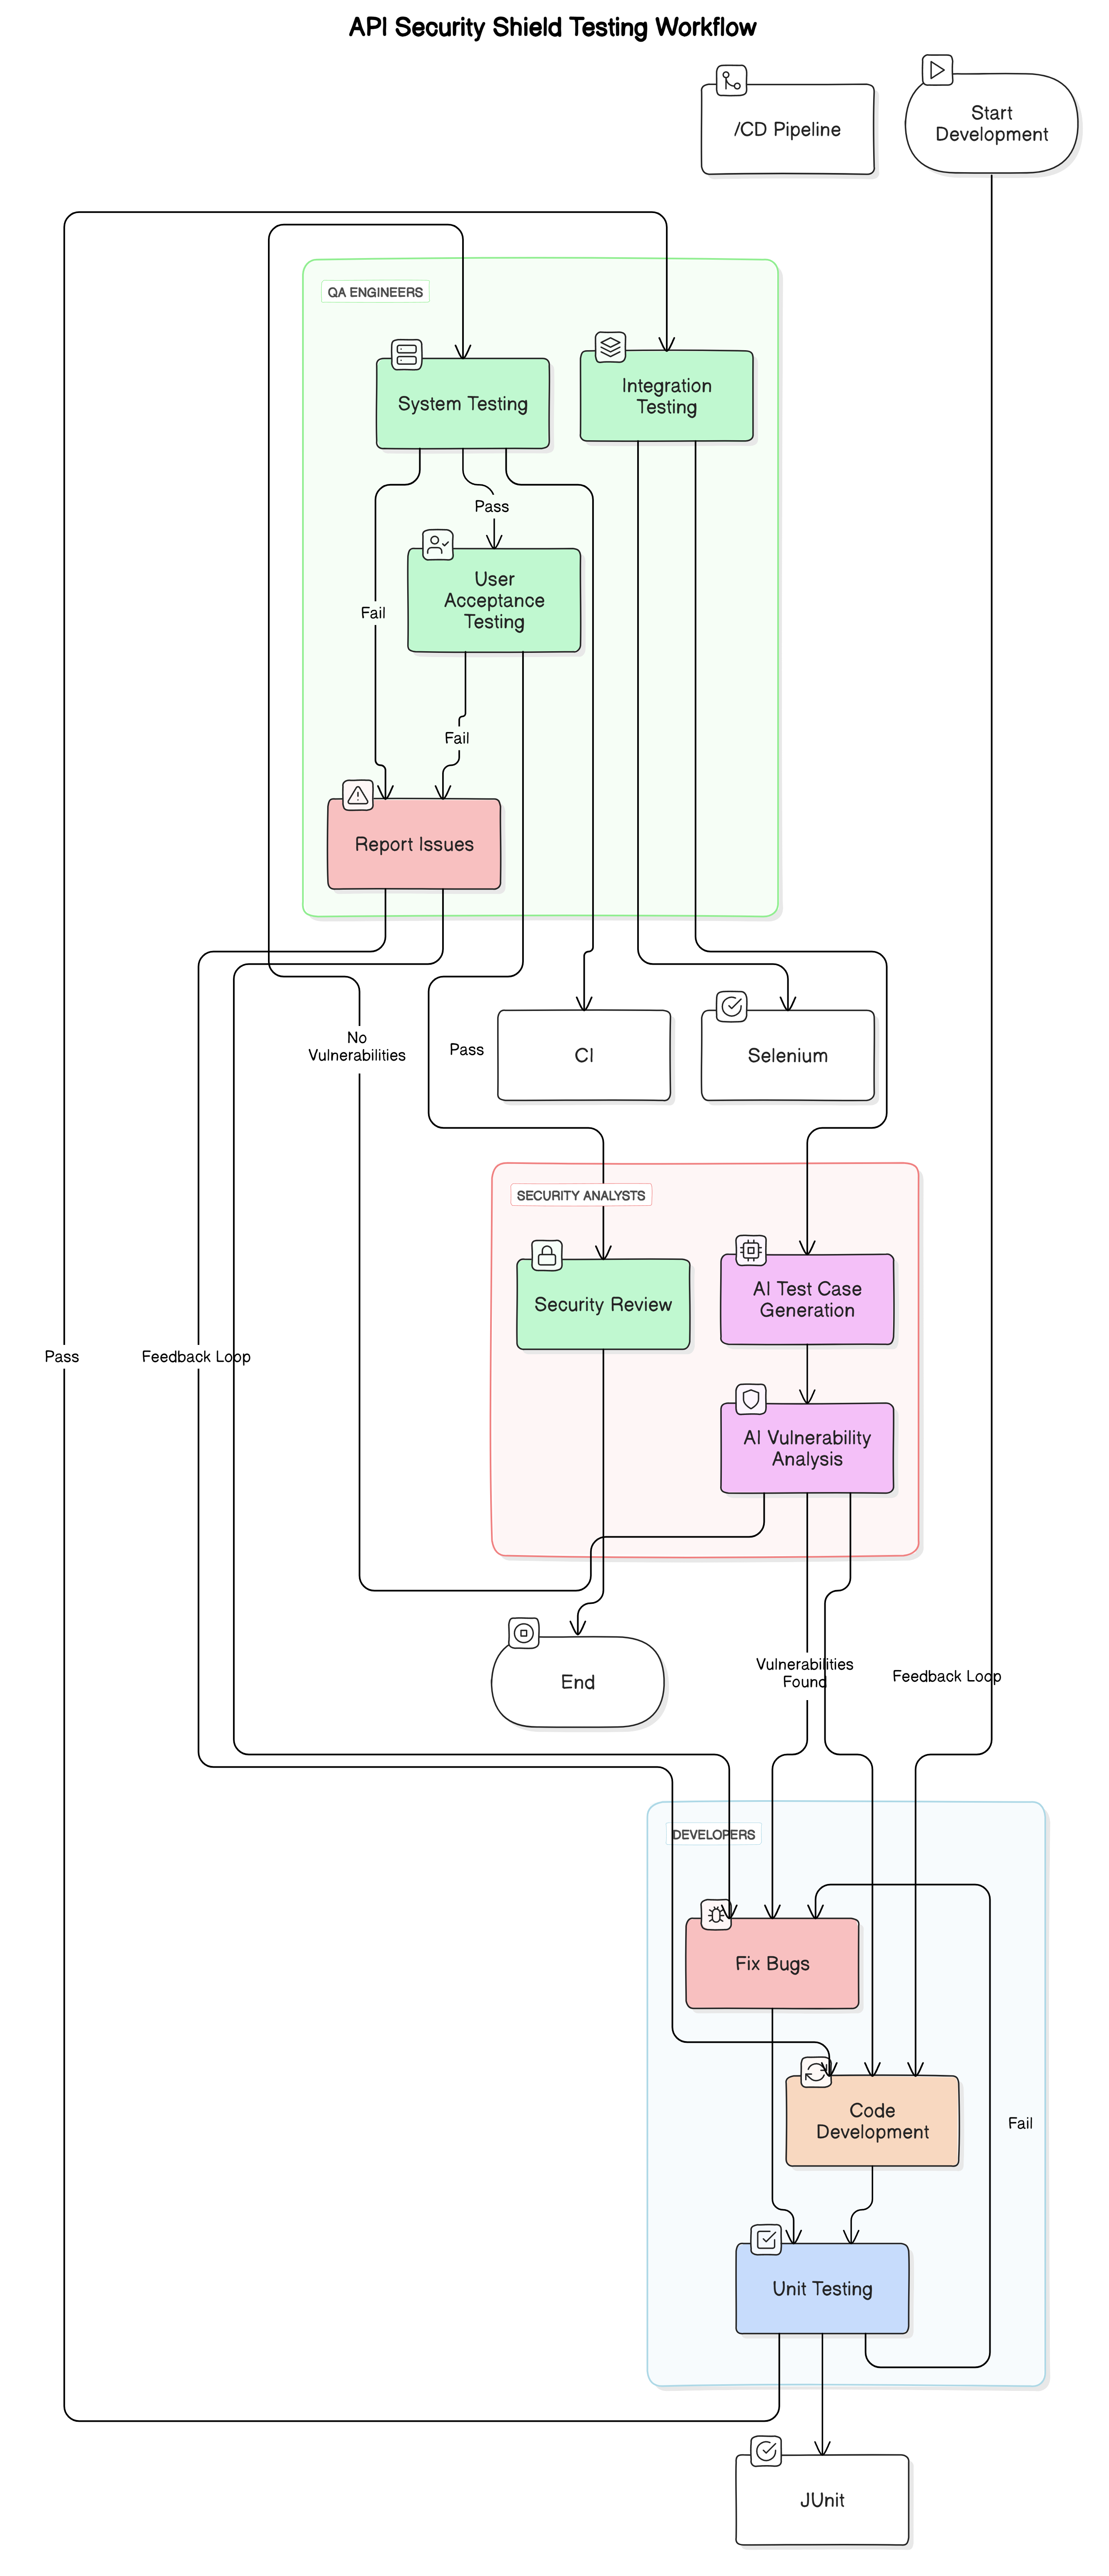 API Security Shield Testing Workflow
/CD Pipeline
Start
Development
QA ENGINEERS
System Testing
Integration
Testing
Pass
User
Acceptance
Testing
Fail
Fail
Report Issues
No
Vulnerabilities
Pass
CI
Selenium
SECURITY ANALYSTS
Security Review
AI Test Case
Generation
Pass
Feedback Loop
AI Vulnerability
Analysis
End
Vulnerabilities
Found
Feedback Loop
DEVELOPERS
Fix Bugs
Code
Development
Fail
Unit Testing
JUnit